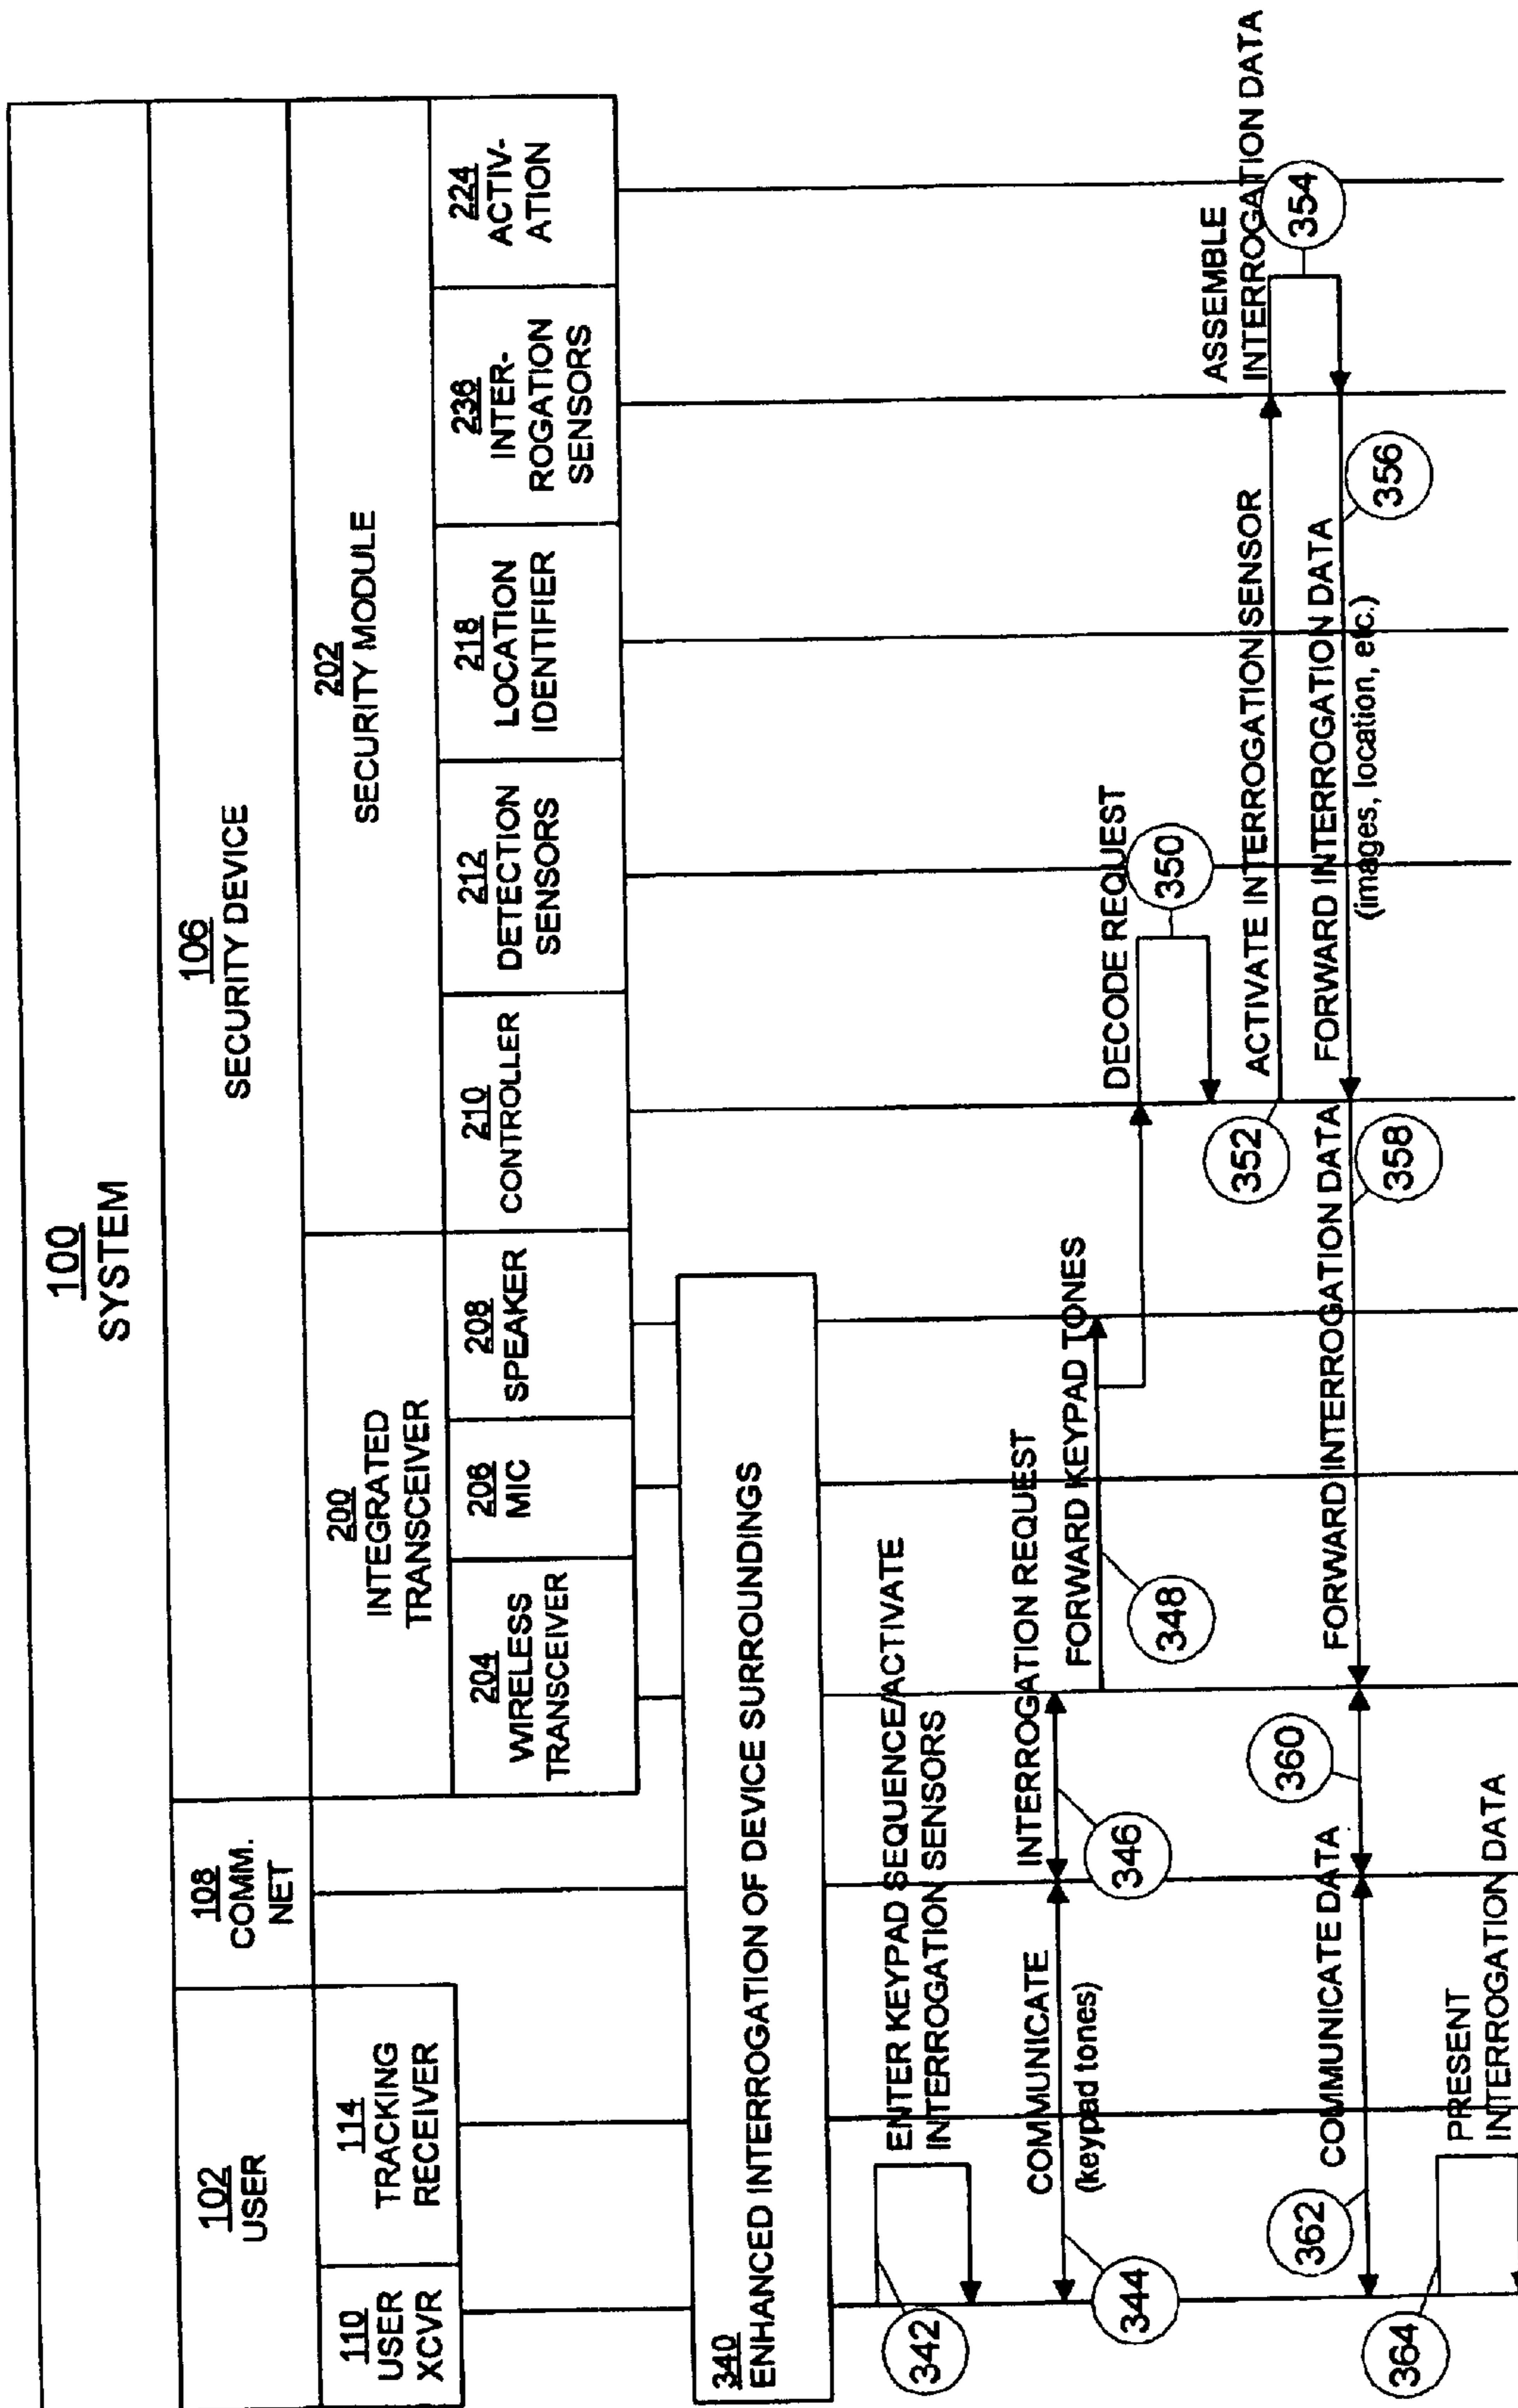 100
SYSTEM
102
USER
108
COMM.
NET
106
SECURITY DEVICE
110
USER
XCVR
114
TRACKING
RECEIVER
200
INTEGRATED
TRANSCEIVER
202
SECURITY MODULE
204
WIRELESS
TRANSCEIVER
206
MIC
208
SPEAKER
210
CONTROLLER
212
DETECTION
SENSORS
218
LOCATION
IDENTIFIER
236
INTER-
ROGATION
SENSORS
224
ACTIV-
ATION
340
ENHANCED INTERROGATION OF DEVICE SURROUNDINGS
342
ENTER KEYPAD SEQUENCE/ACTIVATE
INTERROGATION SENSORS
344
COMMUNICATE
(keypad tones)
346
INTERROGATION REQUEST
348
FORWARD KEYPAD TONES
DECODE REQUEST
350
352
ACTIVATE INTERROGATION SENSOR
ASSEMBLE
INTERROGATION DATA
354
FORWARD INTERROGATION DATA
(images, location, etc.)
356
FORWARD INTERROGATION DATA
358
360
COMMUNICATE DATA
362
364
PRESENT
INTERROGATION DATA